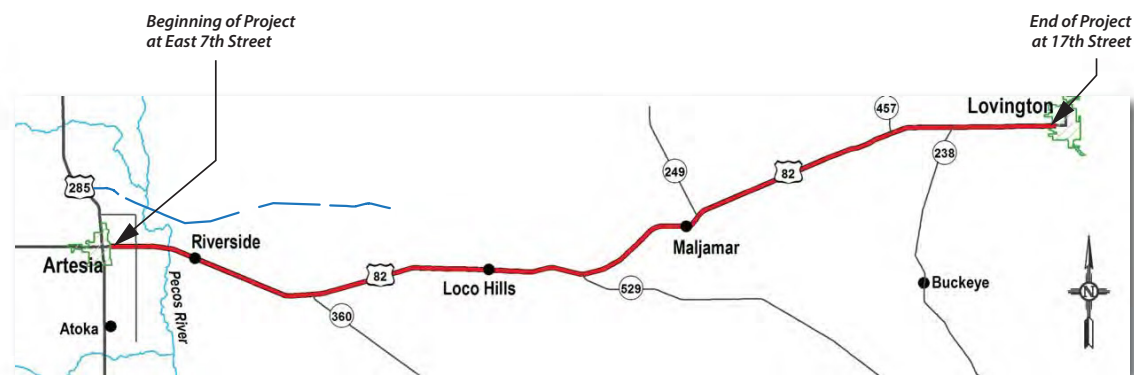 Beginning of Project
at East 7th Street
End of Project
at 17th Street
457
Lovington
238
249
82
285
Riverside
Maljamar
Artesia
82
Loco Hills
529
Buckeye
N
Pecos River
360
Atoka